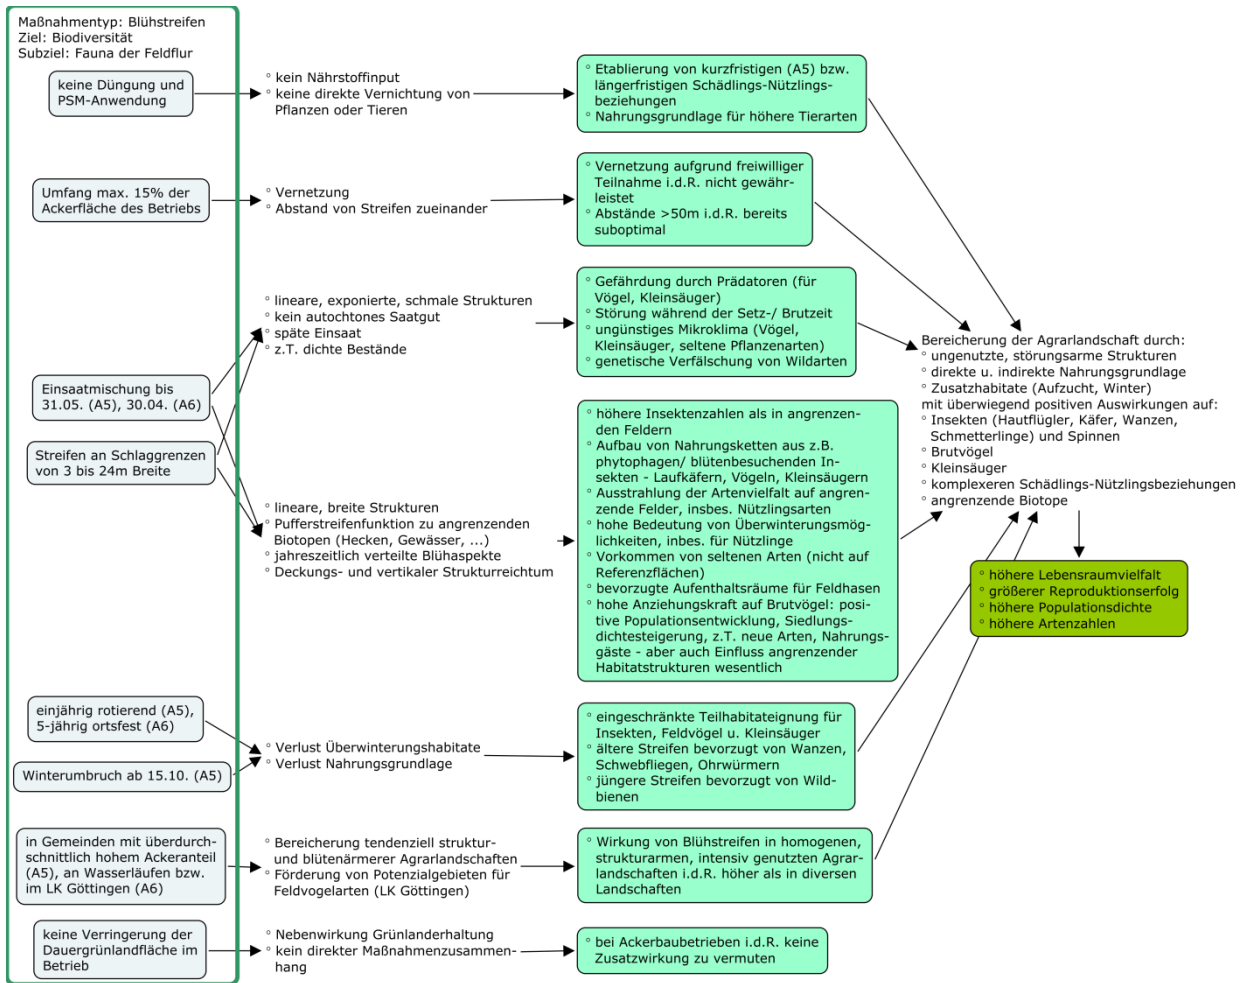 Maßnahmentyp: Blühstreifen
Ziel: Biodiversität
Subziel: Fauna der Feldflur
keine Düngung und
PSM-Anwendung
° kein Nährstoffinput
° keine direkte Vernichtung von
Pflanzen oder Tieren
° Etablierung von kurzfristigen (A5) bzw.
längerfristigen Schädlings-Nützlings-
beziehungen
° Nahrungsgrundlage für höhere Tierarten
Umfang max. 15% der
Ackerfläche des Betriebs
° Vernetzung
° Abstand von Streifen zueinander
° Vernetzung aufgrund freiwilliger
Teilnahme i.d.R. nicht gewähr-
leistet
° Abstände >50m i.d.R. bereits
suboptimal
Einsaatmischung bis
31.05. (A5), 30.04. (A6)
Streifen an Schlaggrenzen
von 3 bis 24m Breite
° lineare, exponierte, schmale Strukturen
° kein autochtones Saatgut
° späte Einsaat
° z.T. dichte Bestände
° Gefährdung durch Prädatoren (für
Vögel, Kleinsäuger)
° Störung während der Setz-/ Brutzeit
° ungünstiges Mikroklima (Vögel,
Kleinsäuger, seltene Pflanzenarten)
° genetische Verfälschung von Wildarten
° lineare, breite Strukturen
° Pufferstreifenfunktion zu angrenzenden
Biotopen (Hecken, Gewässer, ...)
° jahreszeitlich verteilte Blühaspekte
° Deckungs- und vertikaler Strukturreichtum
° höhere Insektenzahlen als in angrenzen-
den Feldern
° Aufbau von Nahrungsketten aus z.B.
phytophagen/ blütenbesuchenden In-
sekten - Laufkäfern, Vögeln, Kleinsäugern
° Ausstrahlung der Artenvielfalt auf angren-
zende Felder, insbes. Nützlingsarten
° hohe Bedeutung von Überwinterungsmög-
lichkeiten, inbes. für Nützlinge
° Vorkommen von seltenen Arten (nicht auf
Referenzflächen)
° bevorzugte Aufenthaltsräume für Feldhasen
° hohe Anziehungskraft auf Brutvögel: posi-
tive Populationsentwicklung, Siedlungs-
dichtesteigerung, z.T. neue Arten, Nahrungs-
gäste - aber auch Einfluss angrenzender
Habitatstrukturen wesentlich
einjährig rotierend (A5),
5-jährig ortsfest (A6)
Winterumbruch ab 15.10. (A5)
° Verlust Überwinterungshabitate
° Verlust Nahrungsgrundlage
° eingeschränkte Teilhabitateignung für
Insekten, Feldvögel u. Kleinsäuger
° ältere Streifen bevorzugt von Wanzen,
Schwebfliegen, Ohrwürmern
° jüngere Streifen bevorzugt von Wild-
bienen
in Gemeinden mit überdurch-
schnittlich hohem Ackeranteil
(A5), an Wasserläufen bzw.
im LK Göttingen (A6)
° Bereicherung tendenziell struktur-
und blütenärmerer Agrarlandschaften
° Förderung von Potenzialgebieten für
Feldvogelarten (LK Göttingen)
° Wirkung von Blühstreifen in homogenen,
strukturarmen, intensiv genutzten Agrar-
landschaften i.d.R. höher als in diversen
Landschaften
keine Verringerung der
Dauergrünlandfläche im
Betrieb
° Nebenwirkung Grünlanderhaltung
° kein direkter Maßnahmenzusammen-
hang
° bei Ackerbaubetrieben i.d.R. keine
Zusatzwirkung zu vermuten
Bereicherung der Agrarlandschaft durch:
° ungenutzte, störungsarme Strukturen
° direkte u. indirekte Nahrungsgrundlage
° Zusatzhabitate (Aufzucht, Winter)
mit überwiegend positiven Auswirkungen auf:
° Insekten (Hautflügler, Käfer, Wanzen,
Schmetterlinge) und Spinnen
° Brutvögel
° Kleinsäuger
° komplexeren Schädlings-Nützlingsbeziehungen
° angrenzende Biotope
° höhere Lebensraumvielfalt
° größerer Reproduktionserfolg
° höhere Populationsdichte
° höhere Artenzahlen